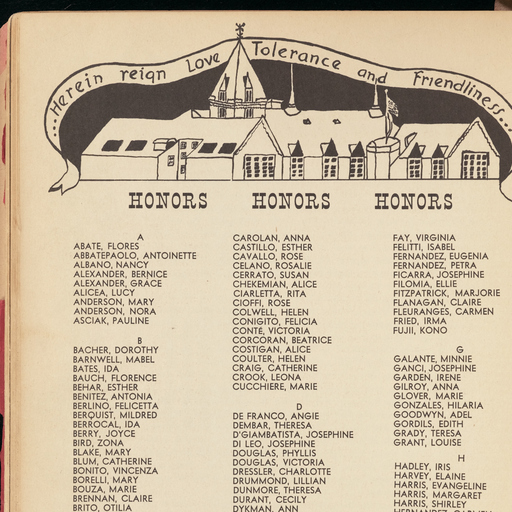 ...Herein reign Love Tolerance and Friendliness...
HONORS HONORS HONORS
A
ABATE, FLORES
ABBATEPAOLO, ANTOINETTE
ALBANO, NANCY
ALEXANDER, BERNICE
ALEXANDER, GRACE
ALICEA, LUCY
ANDERSON, MARY
ANDERSON, NORA
ASCIAK, PAULINE
B
BACHER, DOROTHY
BARNWELL, MABEL
BATES, IDA
BAUCH, FLORENCE
BEHAR, ESTHER
BENITEZ, ANTONIA
BERLINO, FELICETTA
BERQUIST, MILDRED
BERROCAL, IDA
BERRY, JOYCE
BIRD, ZONA
BLAKE, MARY
BLUM, CATHERINE
BONITO, VINCENZA
BORELLI, MARY
BOUZA, MARIE
BRENNAN, CLAIRE
BRITO, OTILIA
CAROLAN, ANNA
CASTILLO, ESTHER
CAVALLO, ROSE
CELANO, ROSALIE
CERRATO, SUSAN
CHEKEMIAN, ALICE
CIARLETTA, RITA
CIOFFI, ROSE
COLWELL, HELEN
CONIGITO, FELICIA
CONTE, VICTORIA
CORCORAN, BEATRICE
COSTIGAN, ALICE
COULTER, HELEN
CRAIG, CATHERINE
CROOK, LEONA
CUCCHIERE, MARIE
D
DE FRANCO, ANGIE
DEMBAR, THERESA
D'GIAMBATISTA, JOSEPHINE
DI LEO, JOSEPHINE
DOUGLAS, PHYLLIS
DOUGLAS, VICTORIA
DRESSLER, CHARLOTTE
DRUMMOND, LILLIAN
DUNMORE, THERESA
DURANT, CECILY
DYKMAN, ANN
FAY, VIRGINIA
FELITTI, ISABEL
FERNANDEZ, EUGENIA
FERNANDEZ, PETRA
FICARRA, JOSEPHINE
FILOMIA, ELLIE
FITZPATRICK, MARJORIE
FLANAGAN, CLAIRE
FLEURANGES, CARMEN
FRIED, IRMA
FUJII, KONO
G
GALANTE, MINNIE
GANCI, JOSEPHINE
GARDEN, IRENE
GILROY, ANNA
GLOVER, MARIE
GONZALES, HILARIA
GOODWYN, ADEL
GORDILS, EDITH
GRADY, TERESA
GRANT, LOUISE
H
HADLEY, IRIS
HARVEY, ELAINE
HARRIS, EVANGELINE
HARRIS, MARGARET
HARRIS, SHIRLEY